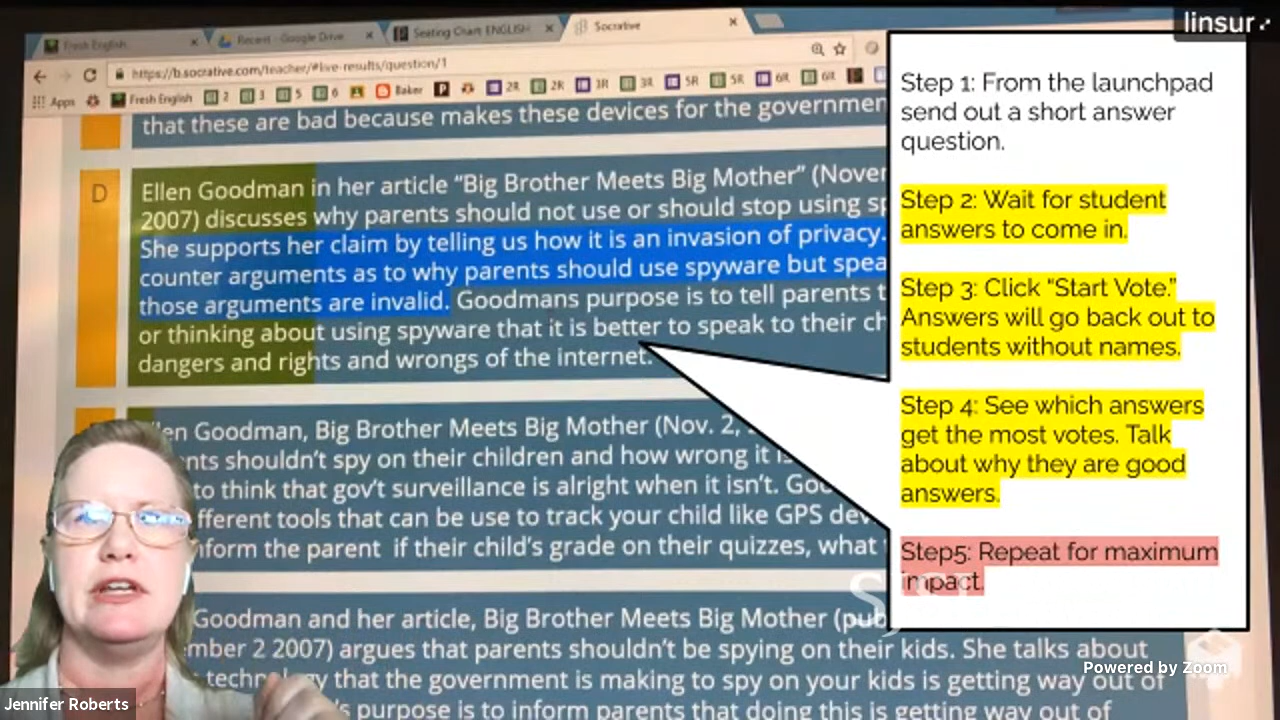 linsur
Fresh English
Recent - Google Drive
Seating Chart ENGLISH
Socrative
https://b.socrative.com/teacher/#live-results/question/1
Apps
Fresh English
2
3
5
6
Baker
2R
2R
3R
3R
5R
5R
6R
6R
that these are bad because makes these devices for the governmen
D
Ellen Goodman in her article “Big Brother Meets Big Mother” (Nover
2007) discusses why parents should not use or should stop using sp
She supports her claim by telling us how it is an invasion of privacy.
counter arguments as to why parents should use spyware but spea
those arguments are invalid. Goodmans purpose is to tell parents t
or thinking about using spyware that it is better to speak to their ch
dangers and rights and wrongs of the internet.
len Goodman, Big Brother Meets Big Mother (Nov. 2,
nts shouldn’t spy on their children and how wrong it is
to think that gov’t surveillance is alright when it isn’t. Goo
fferent tools that can be use to track your child like GPS dev
nform the parent if their child’s grade on their quizzes, what
Goodman and her article, Big Brother Meets Big Mother (pub
mber 2 2007) argues that parents shouldn’t be spying on their kids. She talks about
technology that the government is making to spy on your kids is getting way out of
’s purpose is to inform parents that doing this is getting way out of
Step 1: From the launchpad
send out a short answer
question.
Step 2: Wait for student
answers to come in.
Step 3: Click “Start Vote.”
Answers will go back out to
students without names.
Step 4: See which answers
get the most votes. Talk
about why they are good
answers.
Step5: Repeat for maximum
impact.
Powered by Zoom
Jennifer Roberts